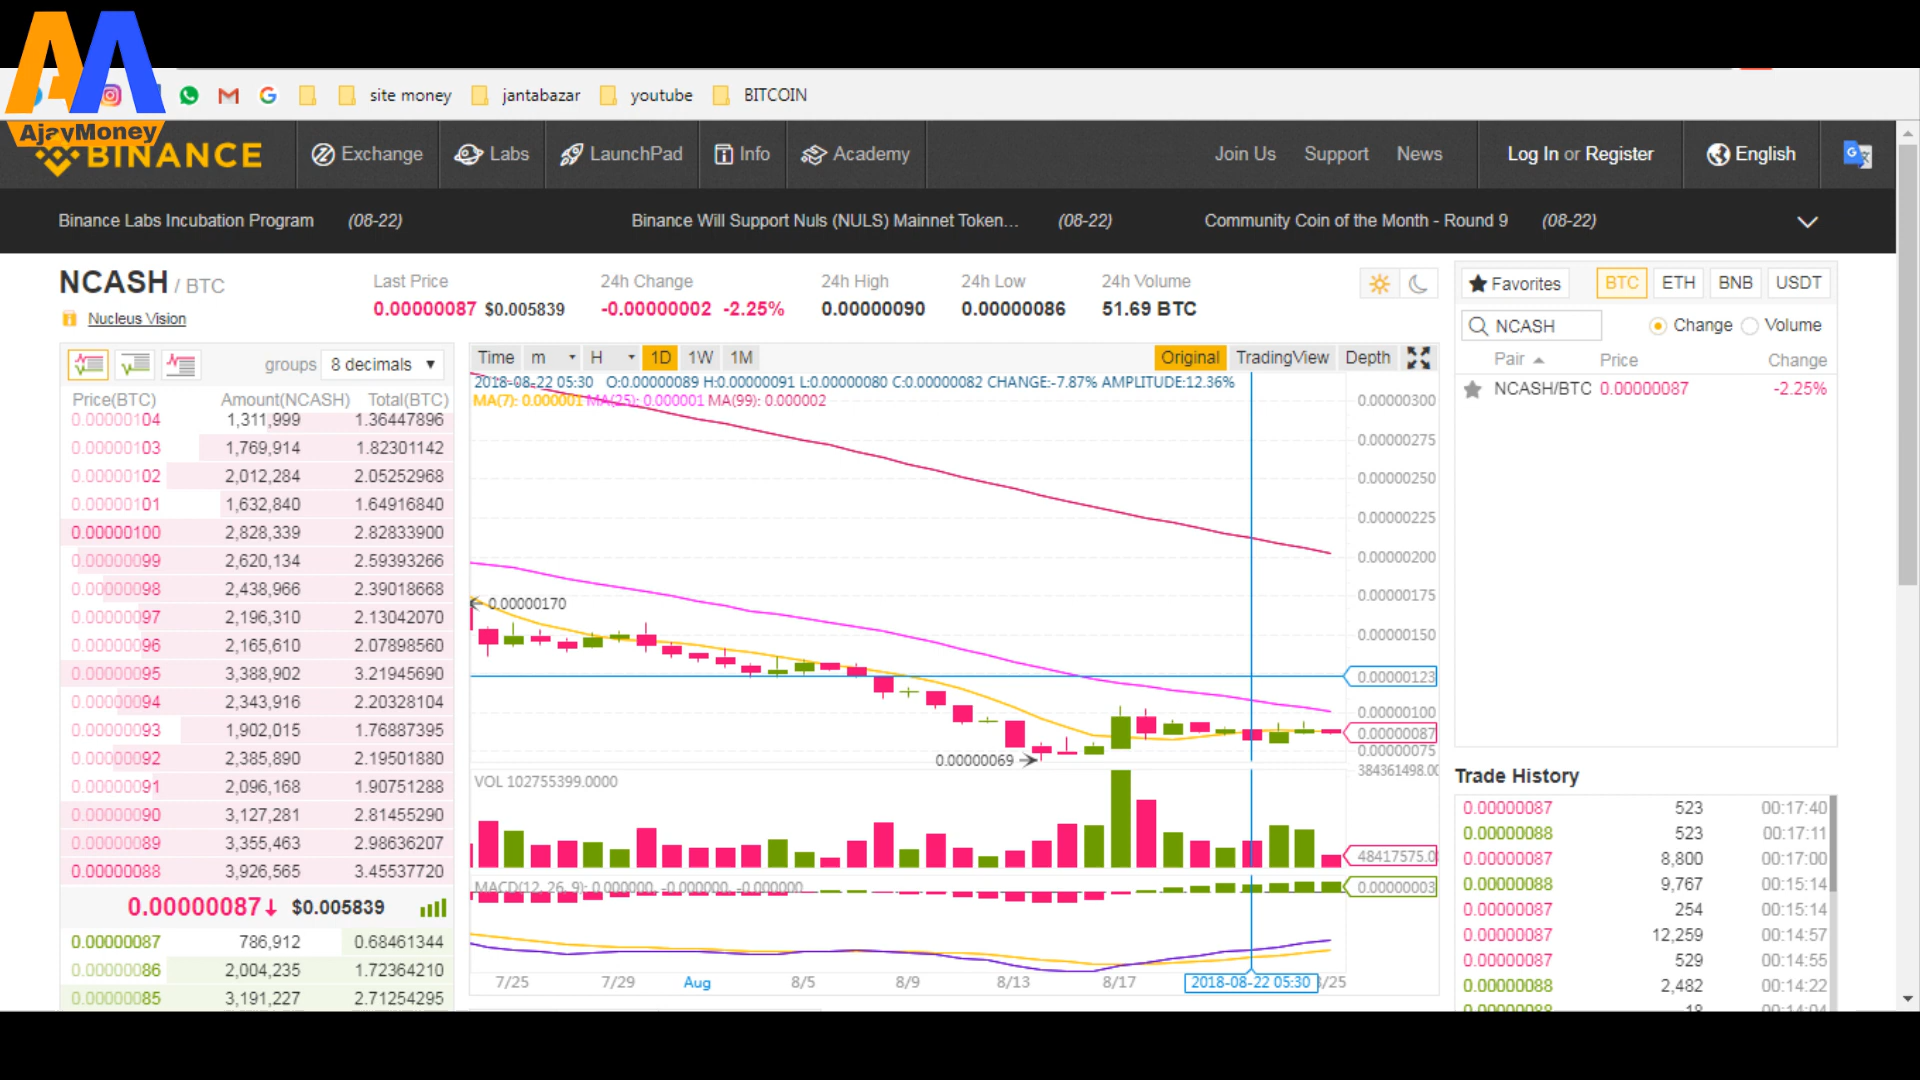 AjayMoney
site money
jantabazar
youtube
BITCOIN
BINANCE
Exchange
Labs
LaunchPad
Info
Academy
Join Us
Support
News
Log In or Register
English
Binance Labs Incubation Program (08-22)
Binance Will Support Nuls (NULS) Mainnet Token... (08-22)
Community Coin of the Month - Round 9 (08-22)
NCASH / BTC
Nucleus Vision
Last Price
0.00000087 $0.005839
24h Change
-0.00000002 -2.25%
24h High
0.00000090
24h Low
0.00000086
24h Volume
51.69 BTC
groups 8 decimals
Price(BTC) Amount(NCASH) Total(BTC)
0.00000104 1,311,999 1.36447896
0.00000103 1,769,914 1.82301142
0.00000102 2,012,284 2.05252968
0.00000101 1,632,840 1.64916840
0.00000100 2,828,339 2.82833900
0.00000099 2,620,134 2.59393266
0.00000098 2,438,966 2.39018668
0.00000097 2,196,310 2.13042070
0.00000096 2,165,610 2.07898560
0.00000095 3,388,902 3.21945690
0.00000094 2,343,916 2.20328104
0.00000093 1,902,015 1.76887395
0.00000092 2,385,890 2.19501880
0.00000091 2,096,168 1.90751288
0.00000090 3,127,281 2.81455290
0.00000089 3,355,463 2.98636207
0.00000088 3,926,565 3.45537720
0.00000087↓ $0.005839
0.00000087 786,912 0.68461344
0.00000086 2,004,235 1.72364210
0.00000085 3,191,227 2.71254295
Time m H 1D 1W 1M
Original TradingView Depth
2018-08-22 05:30 O:0.00000089 H:0.00000091 L:0.00000080 C:0.00000082 CHANGE:-7.87% AMPLITUDE:12.36%
MA(7): 0.000001 MA(25): 0.000001 MA(99): 0.000002
0.00000300
0.00000275
0.00000250
0.00000225
0.00000200
0.00000175
0.00000150
0.00000123
0.00000100
0.00000087
0.00000075
0.00000170
0.00000069
384361498.00
VOL 102755399.0000
48417575.0
MACD(12, 26, 9): 0.000000, -0.000000, -0.000000
0.00000003
7/25 7/29 Aug 8/5 8/9 8/13 8/17 2018-08-22 05:30 /25
Favorites BTC ETH BNB USDT
NCASH Change Volume
Pair Price Change
NCASH/BTC 0.00000087 -2.25%
Trade History
0.00000087 523 00:17:40
0.00000088 523 00:17:11
0.00000087 8,800 00:17:00
0.00000088 9,767 00:15:14
0.00000087 254 00:15:14
0.00000087 12,259 00:14:57
0.00000087 529 00:14:55
0.00000088 2,482 00:14:22
0.00000088 18 00:14:04